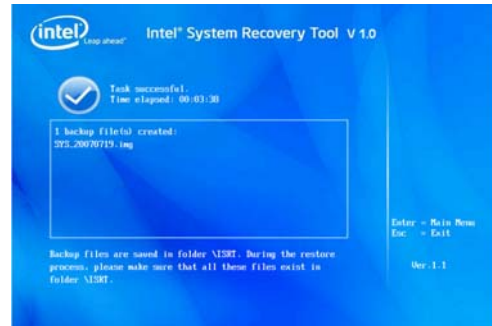 intel
Leap ahead™
Intel® System Recovery Tool V 1.0
Task successful.
Time elapsed: 00:03:38
1 backup file(s) created:
SYS_20070719.img
Enter = Main Menu
Esc = Exit
Backup files are saved in folder \ISRT. During the restore
process, please make sure that all these files exist in
folder \ISRT.
Ver.1.1